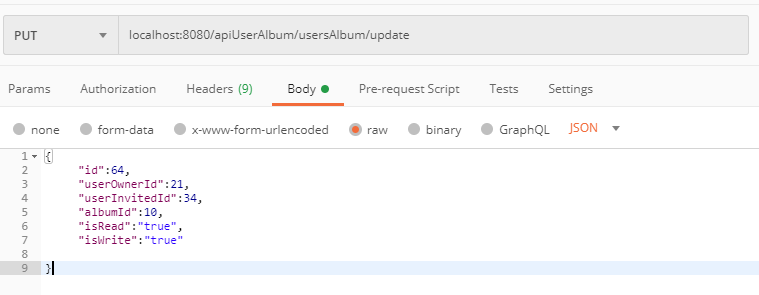 PUT localhost:8080/apiUserAlbum/usersAlbum/update
Params Authorization Headers (9) Body Pre-request Script Tests Settings
none form-data x-www-form-urlencoded raw binary GraphQL JSON
1 {
2 "id":64,
3 "userOwnerId":21,
4 "userInvitedId":34,
5 "albumId":10,
6 "isRead":"true",
7 "isWrite":"true"
8
9 }